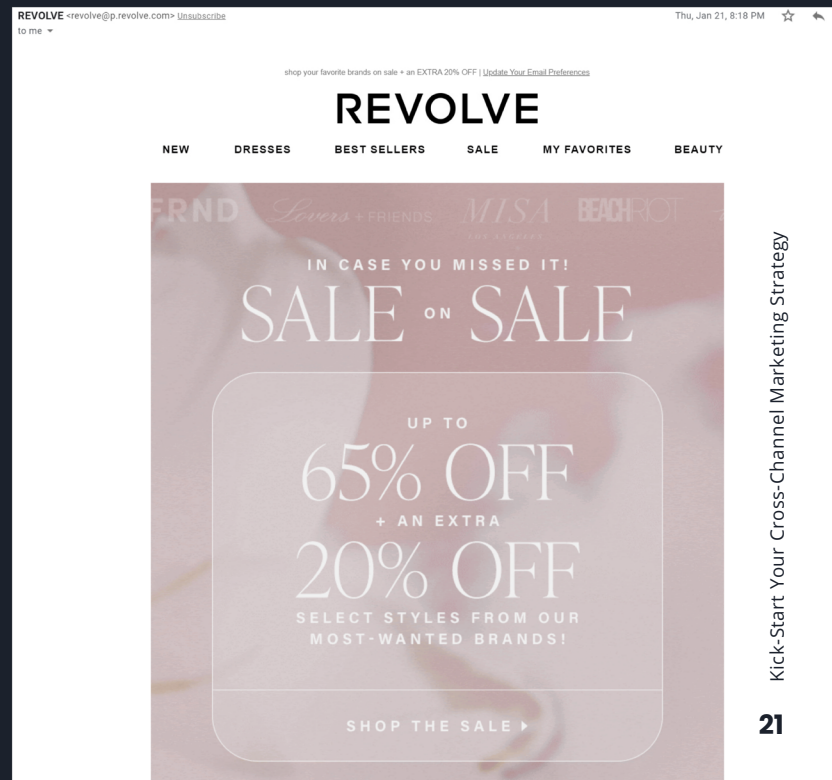 REVOLVE <revolve@p.revolve.com> Unsubscribe
Thu, Jan 21, 8:18 PM
to me
shop your favorite brands on sale + an EXTRA 20% OFF | Update Your Email Preferences
REVOLVE
NEW DRESSES BEST SELLERS SALE MY FAVORITES BEAUTY
FRND Lovers + FRIENDS MISA BEACH RIOT
IN CASE YOU MISSED IT!
SALE ON SALE
UP TO
65% OFF
+ AN EXTRA
20% OFF
SELECT STYLES FROM OUR
MOST-WANTED BRANDS!
SHOP THE SALE
Kick-Start Your Cross-Channel Marketing Strategy
21